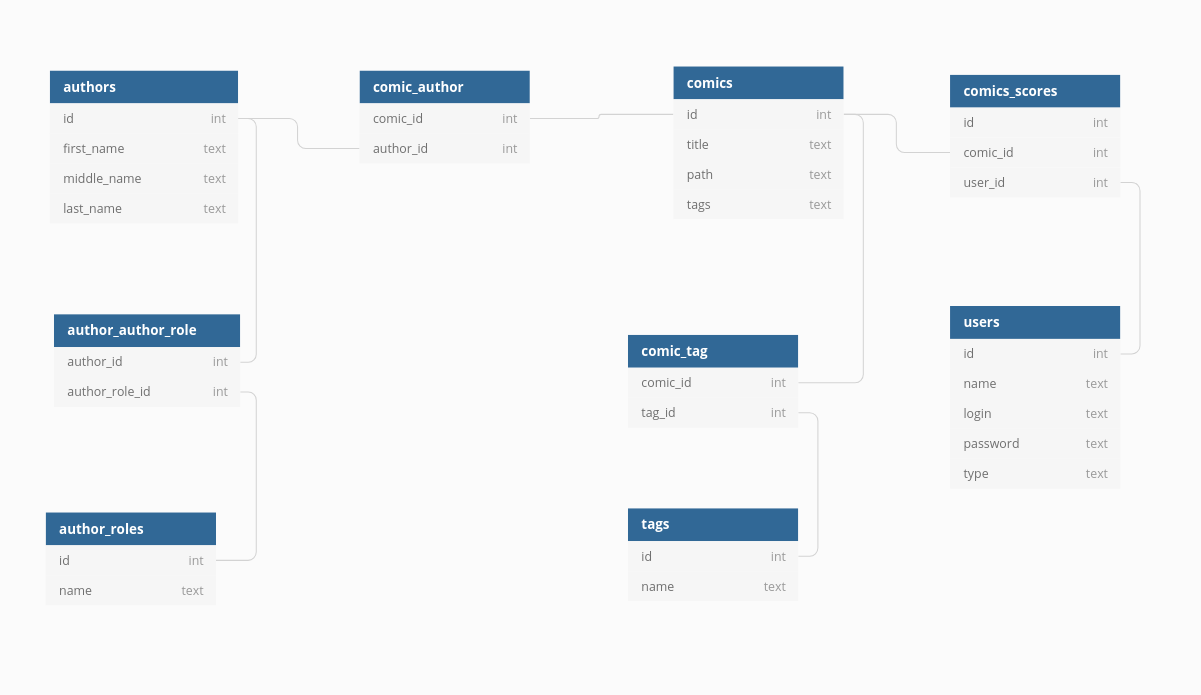 authors
id int
first_name text
middle_name text
last_name text
comic_author
comic_id int
author_id int
comics
id int
title text
path text
tags text
comics_scores
id int
comic_id int
user_id int
author_author_role
author_id int
author_role_id int
comic_tag
comic_id int
tag_id int
users
id int
name text
login text
password text
type text
author_roles
id int
name text
tags
id int
name text